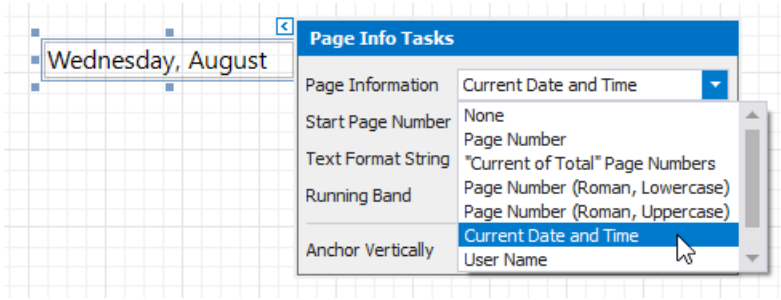 Wednesday, August
Page Info Tasks
Page Information Current Date and Time
Start Page Number
Text Format String
Running Band
Anchor Vertically
None
Page Number
"Current of Total" Page Numbers
Page Number (Roman, Lowercase)
Page Number (Roman, Uppercase)
Current Date and Time
User Name